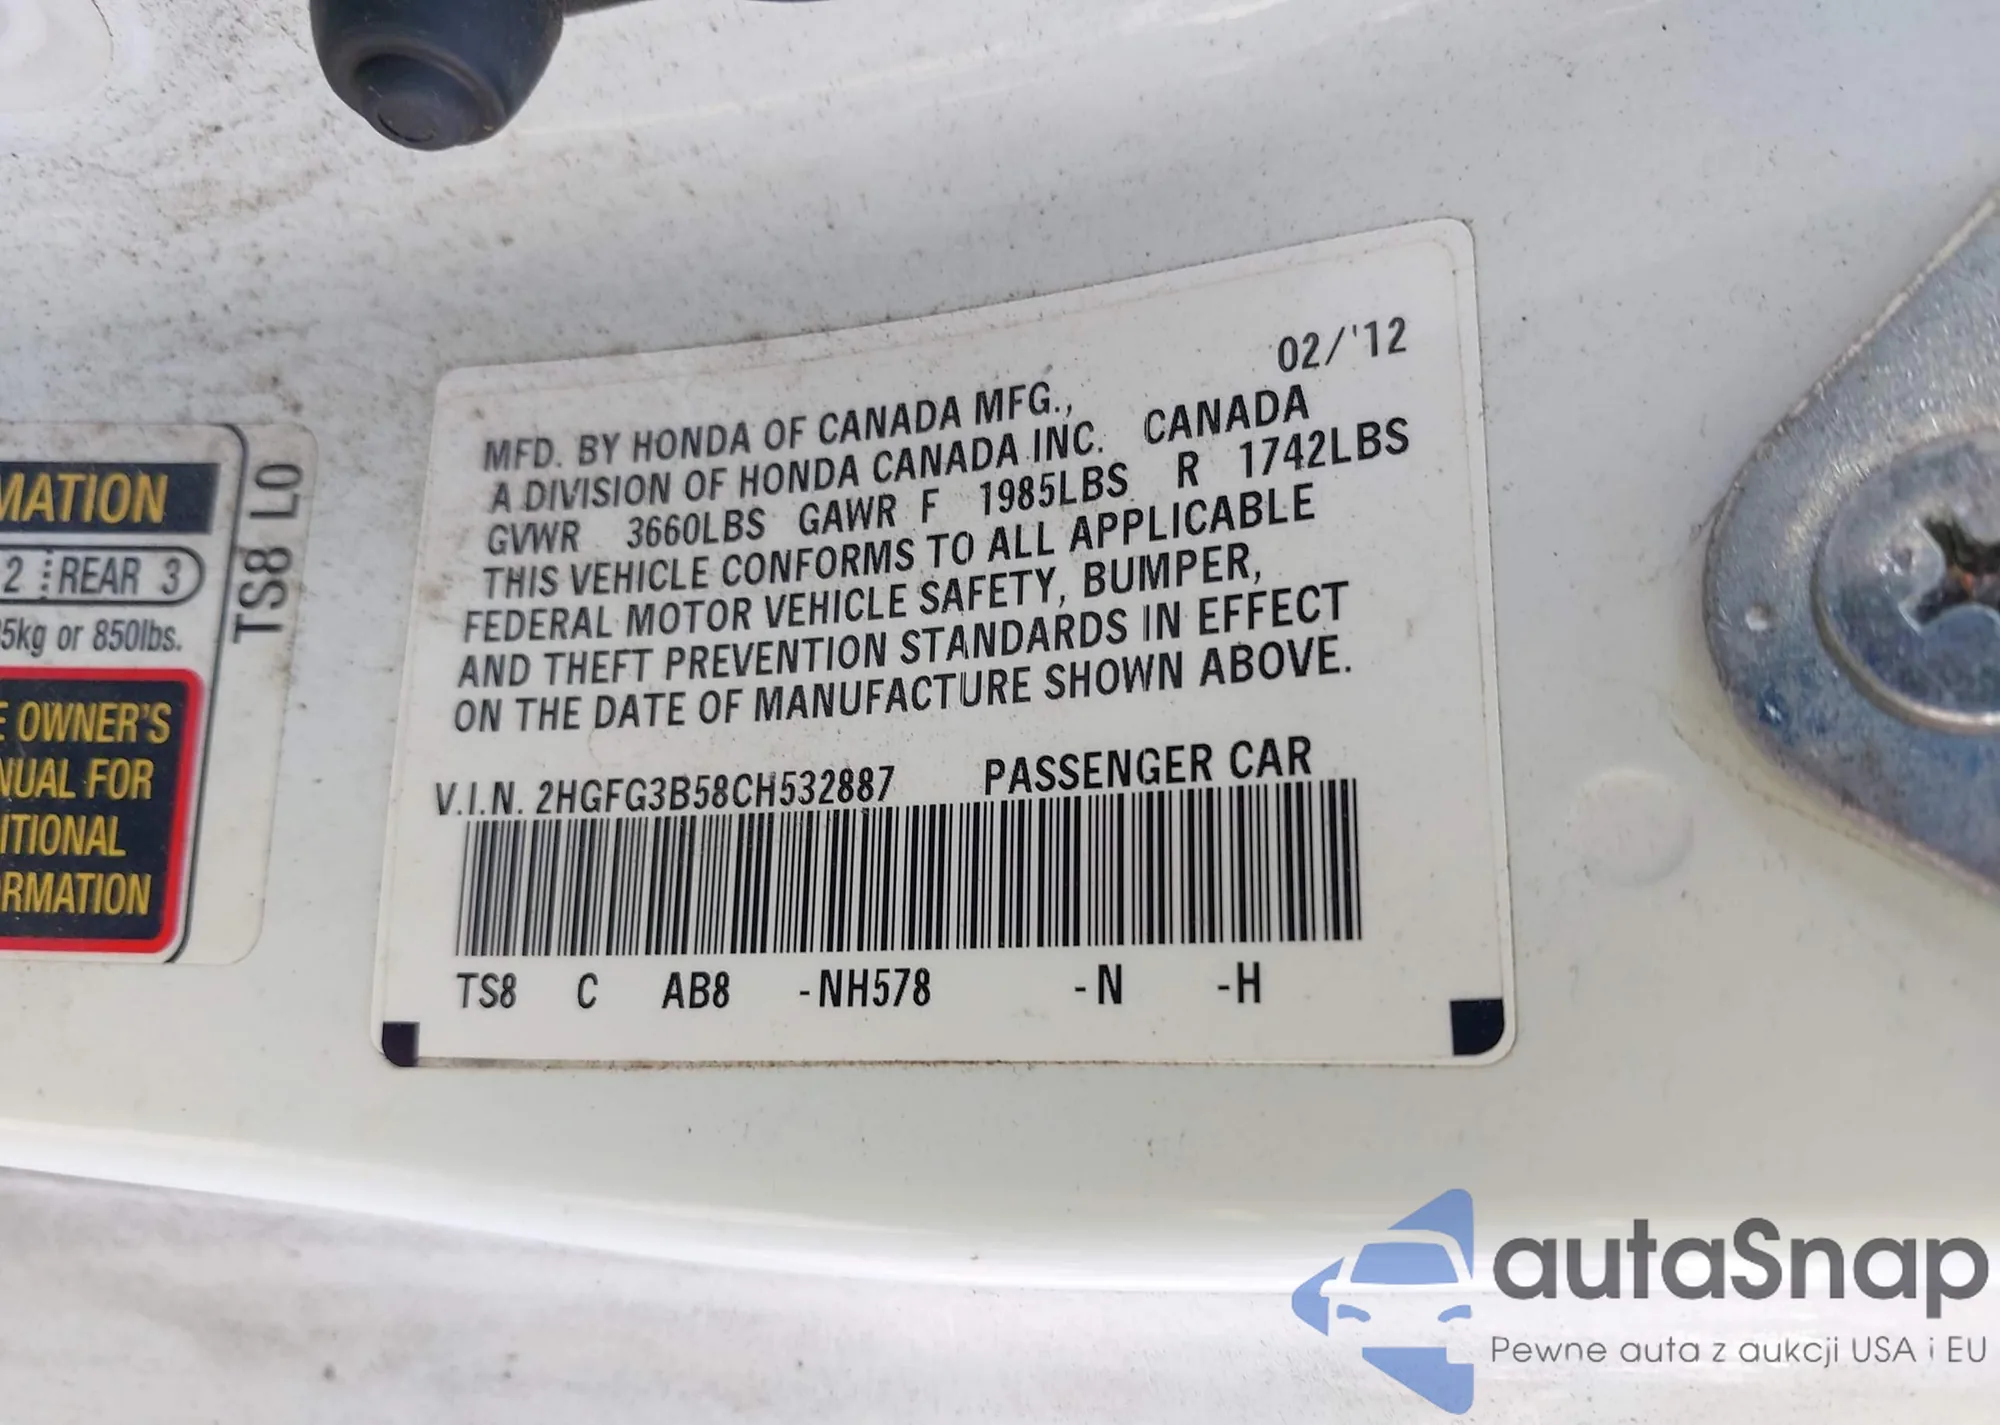 MATION
2 REAR 3
5kg or 850lbs.
OWNER'S
NUAL FOR
ITIONAL
ORMATION
TS8 L0
02/'12
MFD. BY HONDA OF CANADA MFG.,
A DIVISION OF HONDA CANADA INC. CANADA
GVWR 3660LBS GAWR F 1985LBS R 1742LBS
THIS VEHICLE CONFORMS TO ALL APPLICABLE
FEDERAL MOTOR VEHICLE SAFETY, BUMPER,
AND THEFT PREVENTION STANDARDS IN EFFECT
ON THE DATE OF MANUFACTURE SHOWN ABOVE.
V.I.N. 2HGFG3B58CH532887 PASSENGER CAR
TS8 C AB8 -NH578 -N -H
autaSnap
Pewne auta z aukcji USA i EU